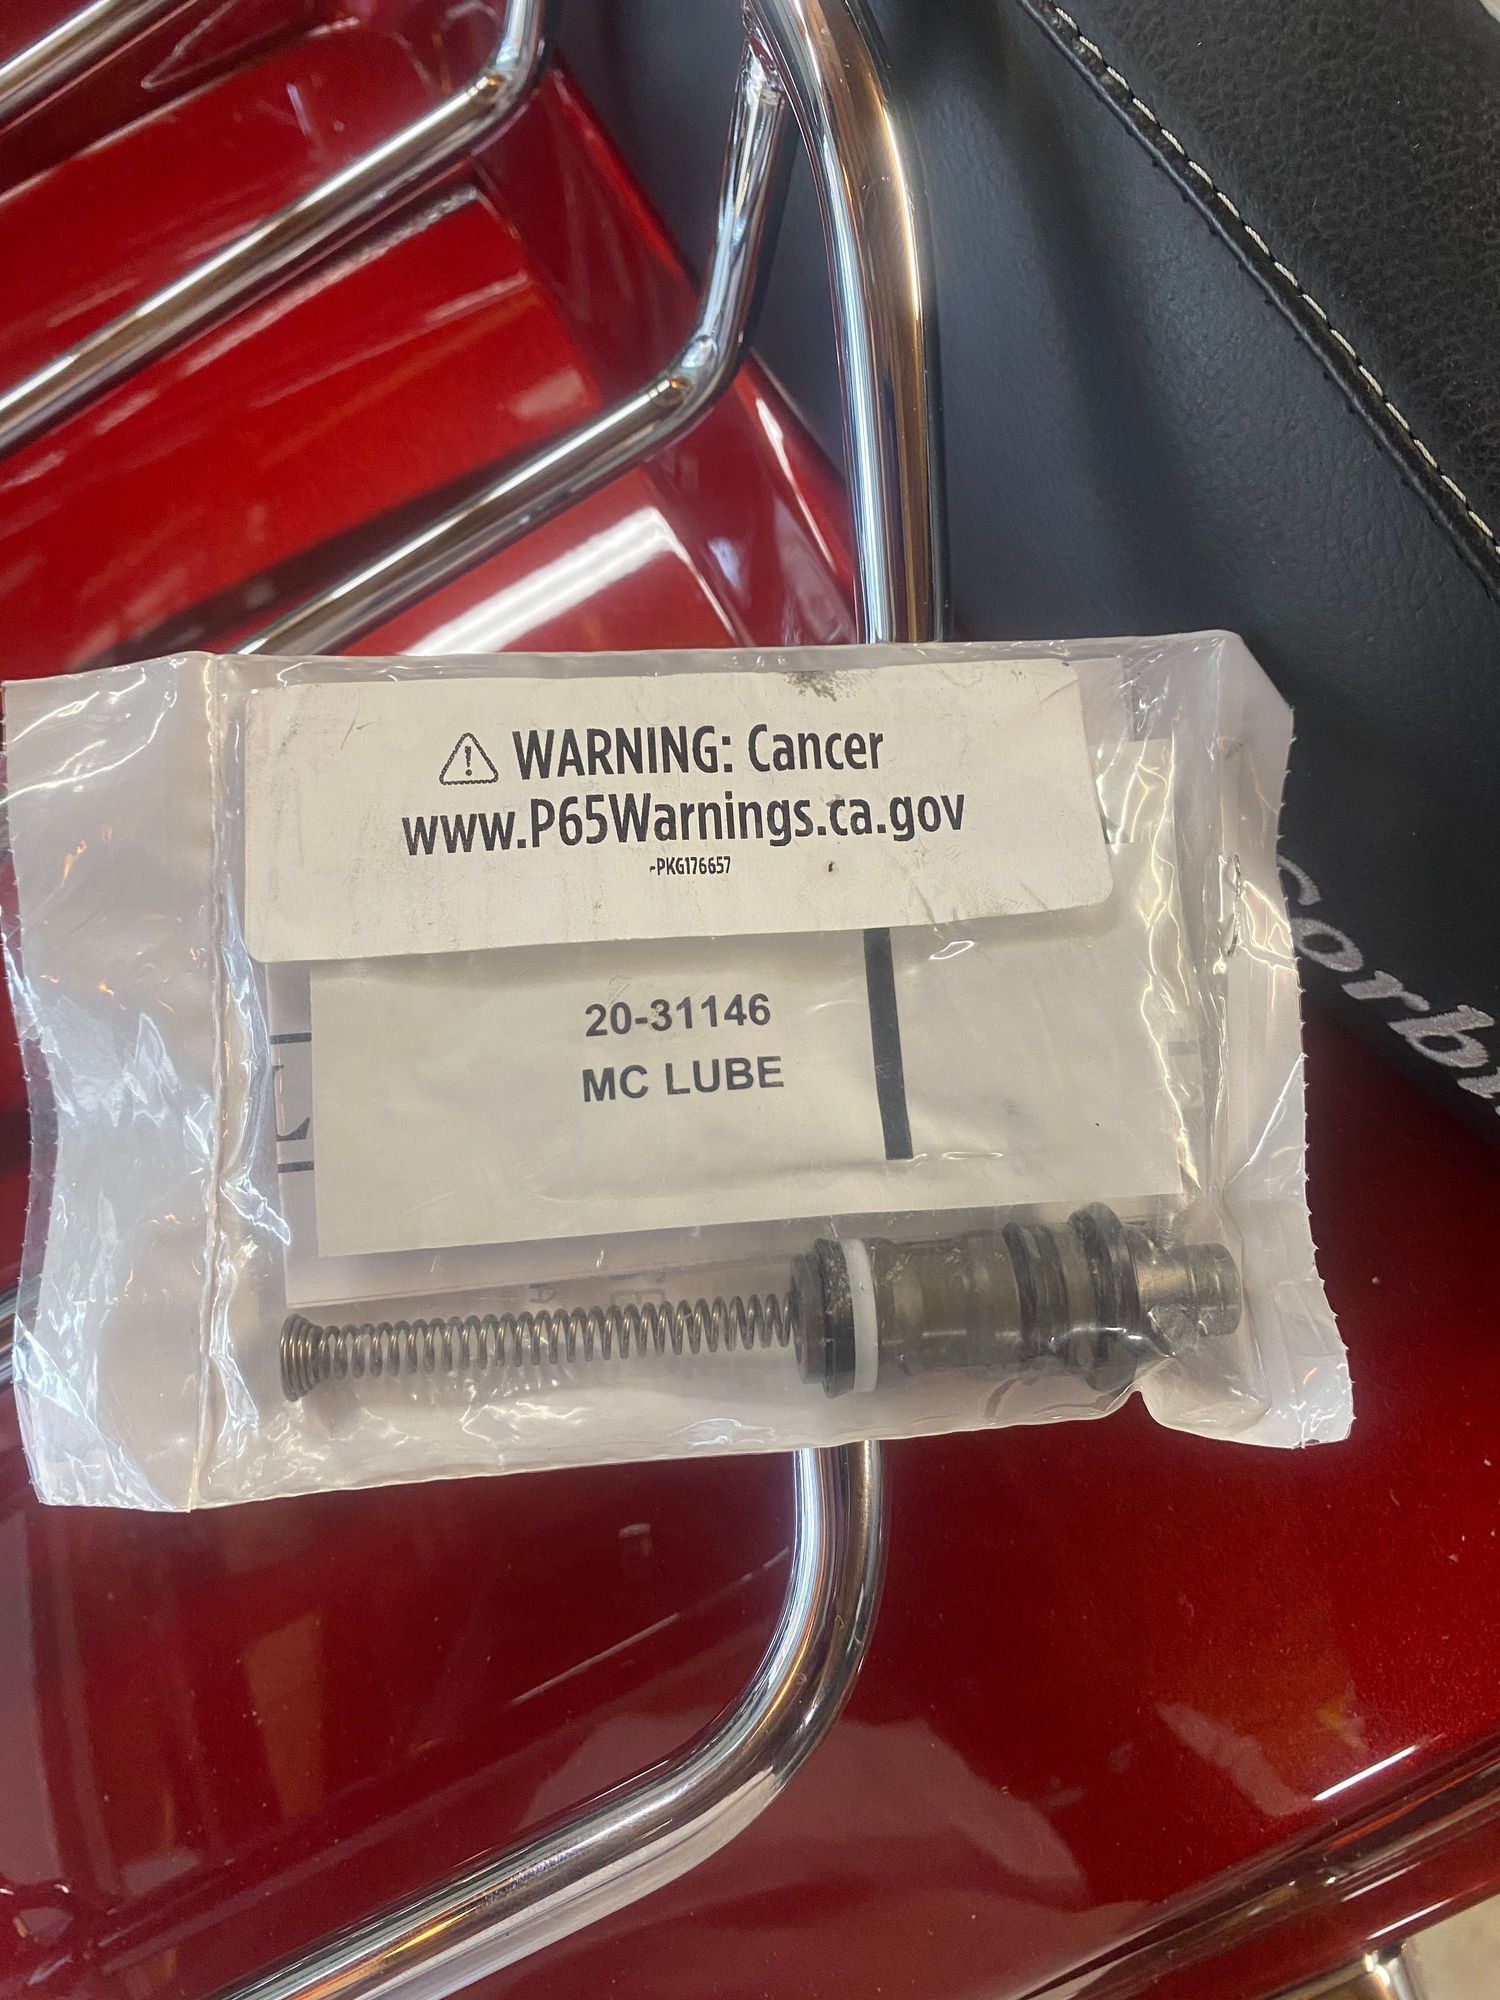 ⚠ WARNING: Cancer
www.P65Warnings.ca.gov
-PKG176657
20-31146
MC LUBE